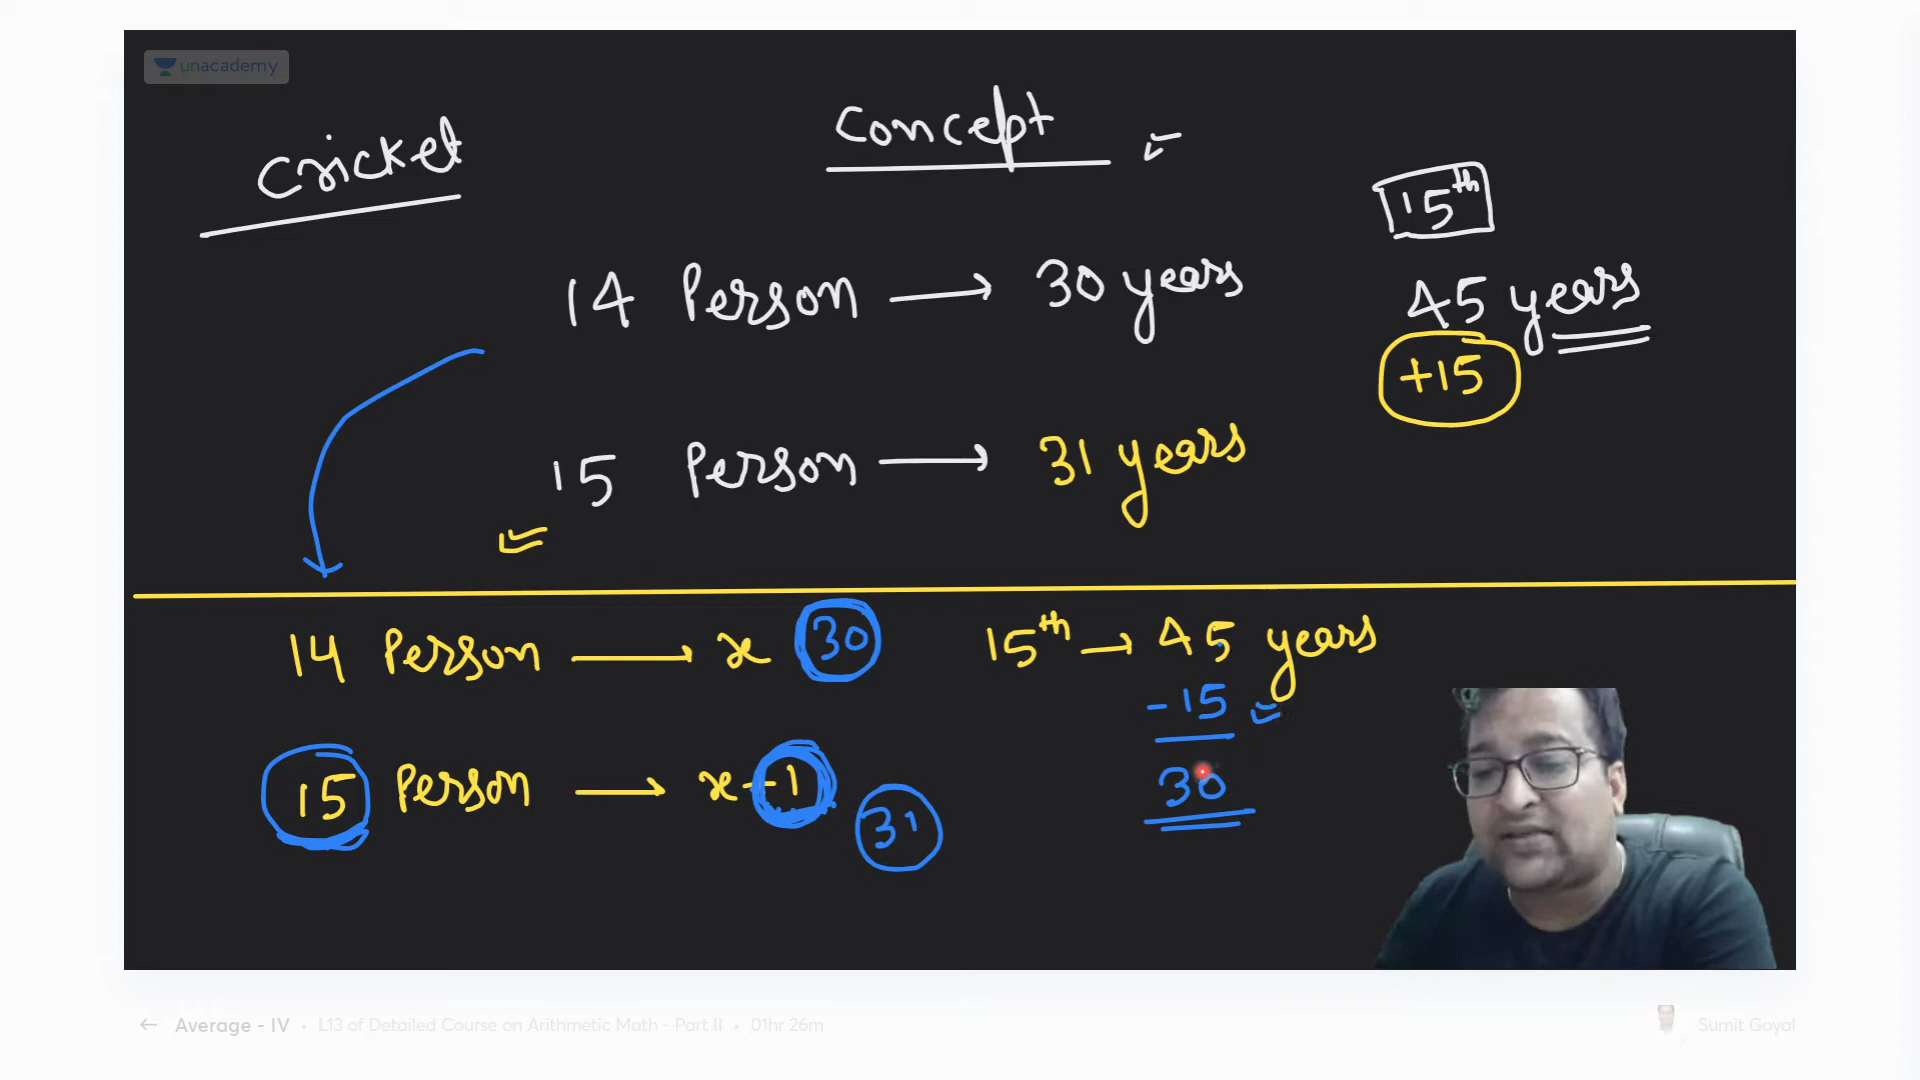 unacademy
Cricket
Concept
15th
14 Person → 30 years
45 years
+15
15 Person → 31 years
14 Person → x 30
15th → 45 years
-15
15 Person → x+1
31
30
← Average - IV • L13 of Detailed Course on Arithmetic Math - Part II • 01hr 26m
Sumit Goyal